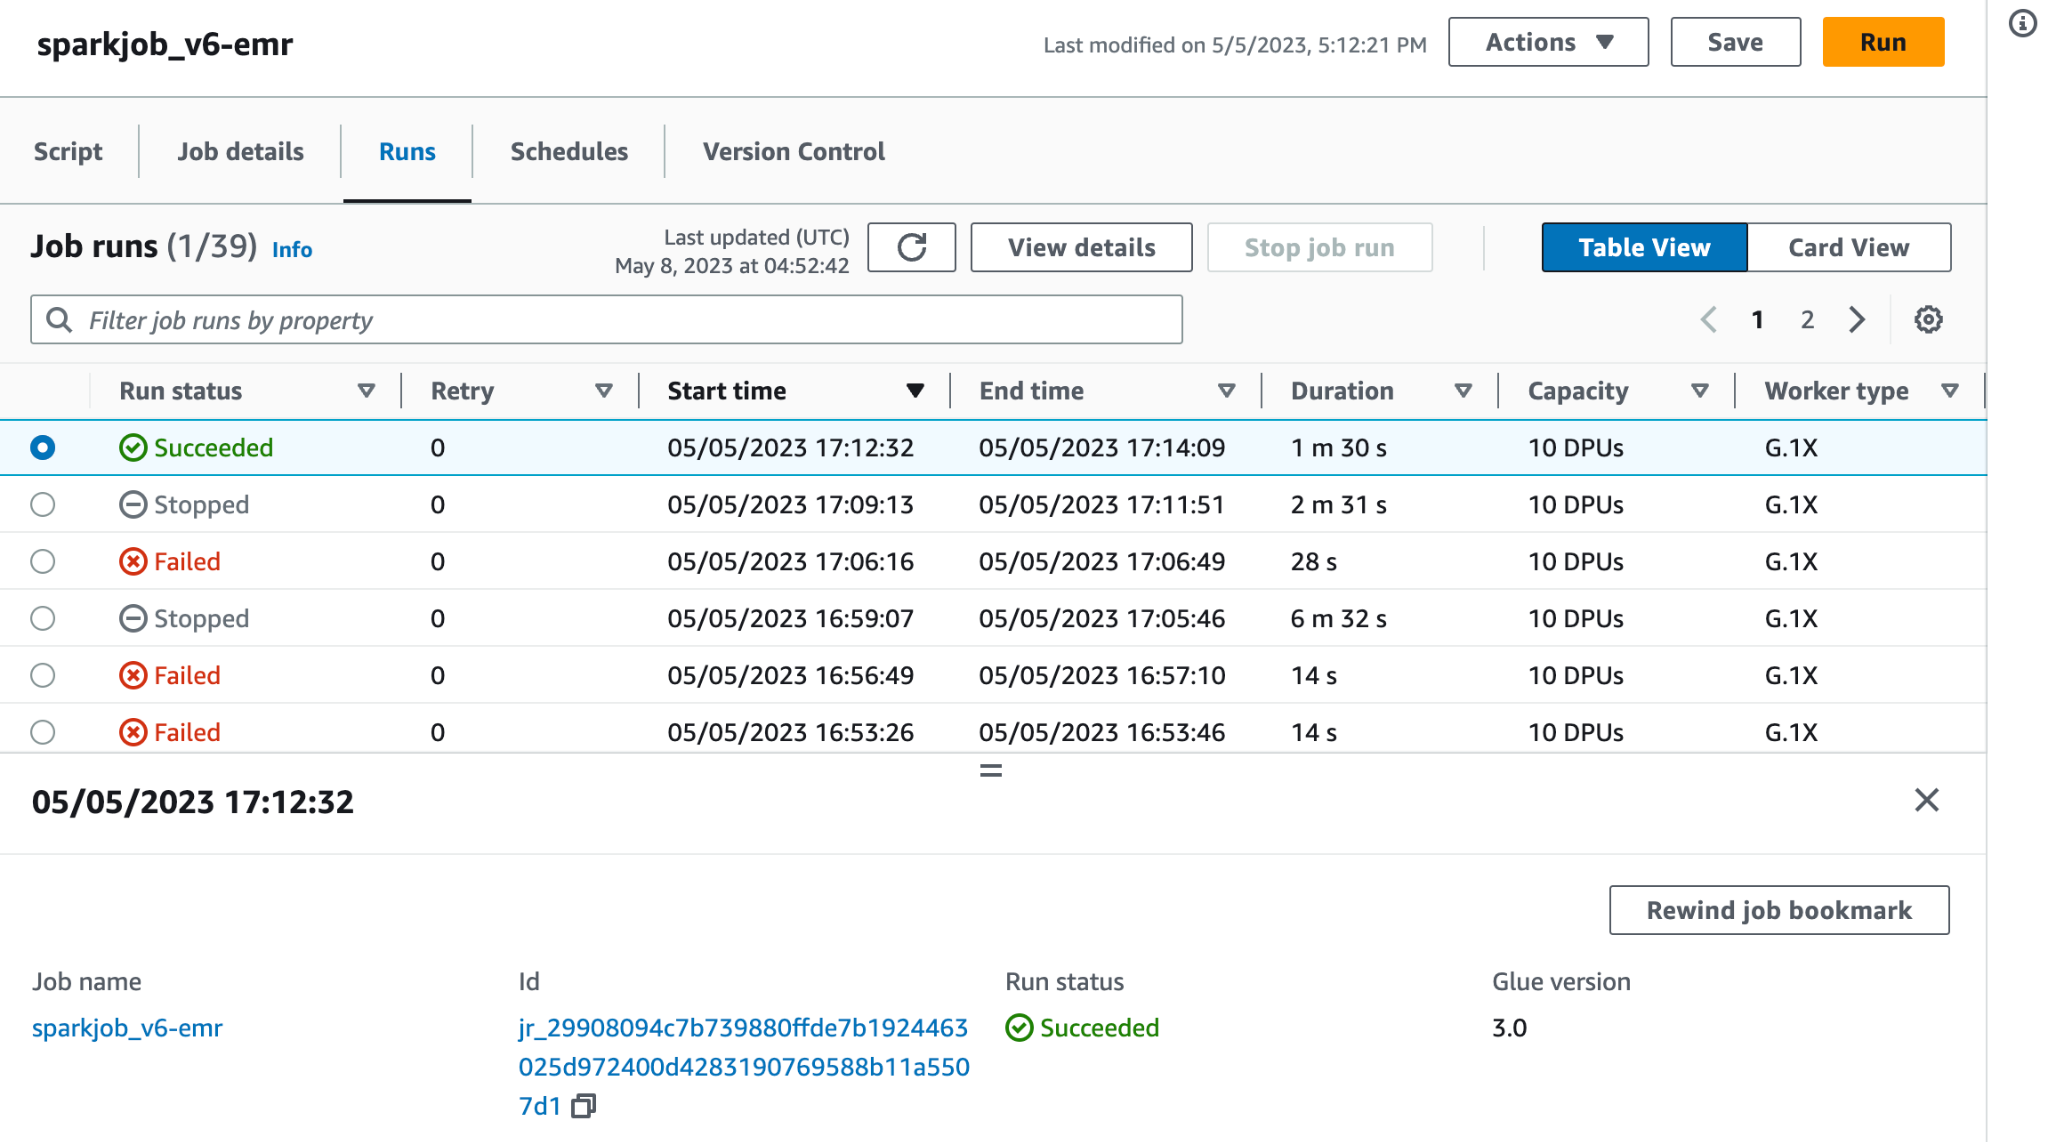 sparkjob_v6-emr
Last modified on 5/5/2023, 5:12:21 PM
Actions
Save
Run
Script
Job details
Runs
Schedules
Version Control
Job runs (1/39) Info
Last updated (UTC)
May 8, 2023 at 04:52:42
View details
Stop job run
Table View
Card View
Filter job runs by property
1 2
Run status Retry Start time End time Duration Capacity Worker type
Succeeded 0 05/05/2023 17:12:32 05/05/2023 17:14:09 1 m 30 s 10 DPUs G.1X
Stopped 0 05/05/2023 17:09:13 05/05/2023 17:11:51 2 m 31 s 10 DPUs G.1X
Failed 0 05/05/2023 17:06:16 05/05/2023 17:06:49 28 s 10 DPUs G.1X
Stopped 0 05/05/2023 16:59:07 05/05/2023 17:05:46 6 m 32 s 10 DPUs G.1X
Failed 0 05/05/2023 16:56:49 05/05/2023 16:57:10 14 s 10 DPUs G.1X
Failed 0 05/05/2023 16:53:26 05/05/2023 16:53:46 14 s 10 DPUs G.1X
05/05/2023 17:12:32
Rewind job bookmark
Job name
sparkjob_v6-emr
Id
jr_29908094c7b739880ffde7b1924463
025d972400d4283190769588b11a550
7d1
Run status
Succeeded
Glue version
3.0